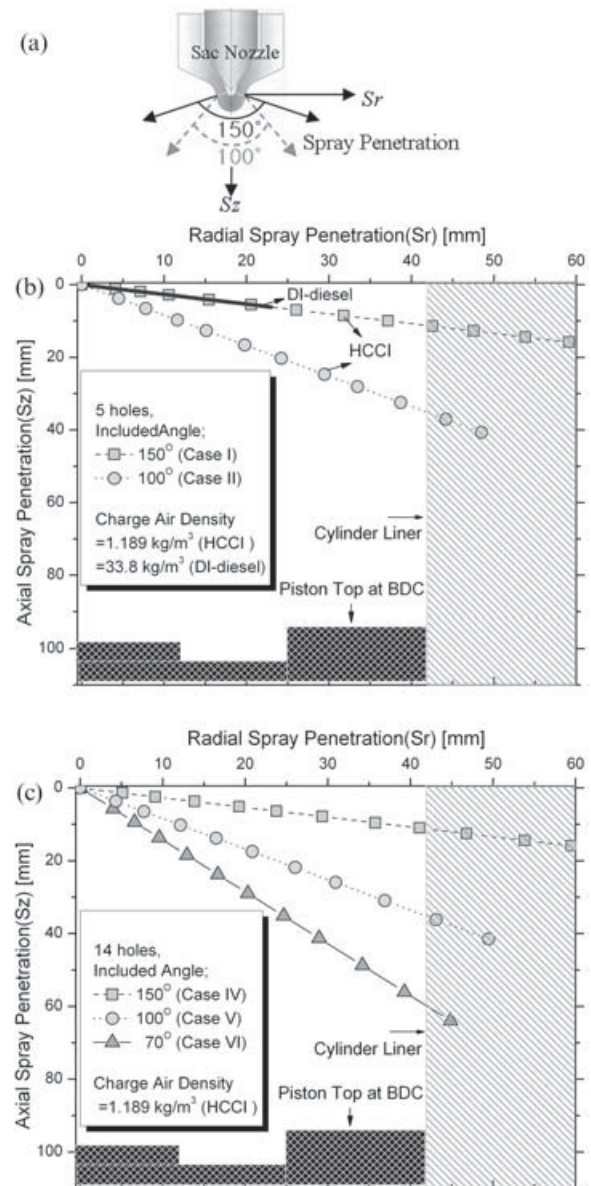 (a)
Sac Nozzle
Sr
150°
100°
Spray Penetration
Sz
Radial Spray Penetration(Sr) [mm]
0 10 20 30 40 50 60
(b)
Axial Spray Penetration(Sz) [mm]
0
20
40
60
80
100
DI-diesel
HCCI
5 holes,
IncludedAngle;
150° (Case I)
100° (Case II)
Charge Air Density
=1.189 kg/m³ (HCCI )
=33.8 kg/m³ (DI-diesel)
Cylinder Liner
Piston Top at BDC
Radial Spray Penetration(Sr) [mm]
0 10 20 30 40 50 60
(c)
Axial Spray Penetration(Sz) [mm]
0
20
40
60
80
100
14 holes,
Included Angle;
150° (Case IV)
100° (Case V)
70° (Case VI)
Charge Air Density
=1.189 kg/m³ (HCCI )
Cylinder Liner
Piston Top at BDC